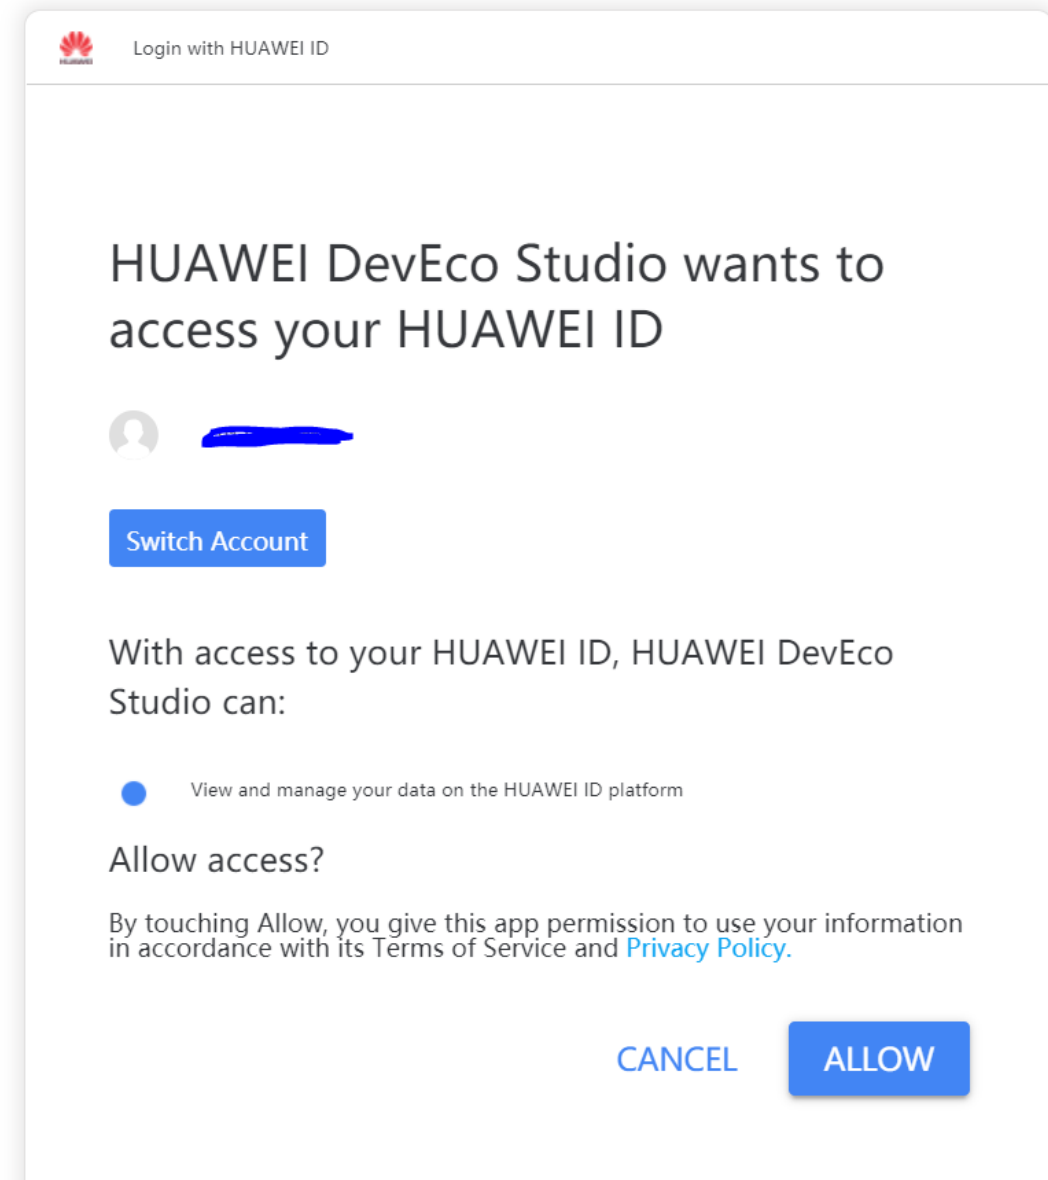 HUAWEI
Login with HUAWEI ID
HUAWEI DevEco Studio wants to
access your HUAWEI ID
Switch Account
With access to your HUAWEI ID, HUAWEI DevEco
Studio can:
View and manage your data on the HUAWEI ID platform
Allow access?
By touching Allow, you give this app permission to use your information
in accordance with its Terms of Service and Privacy Policy.
CANCEL
ALLOW